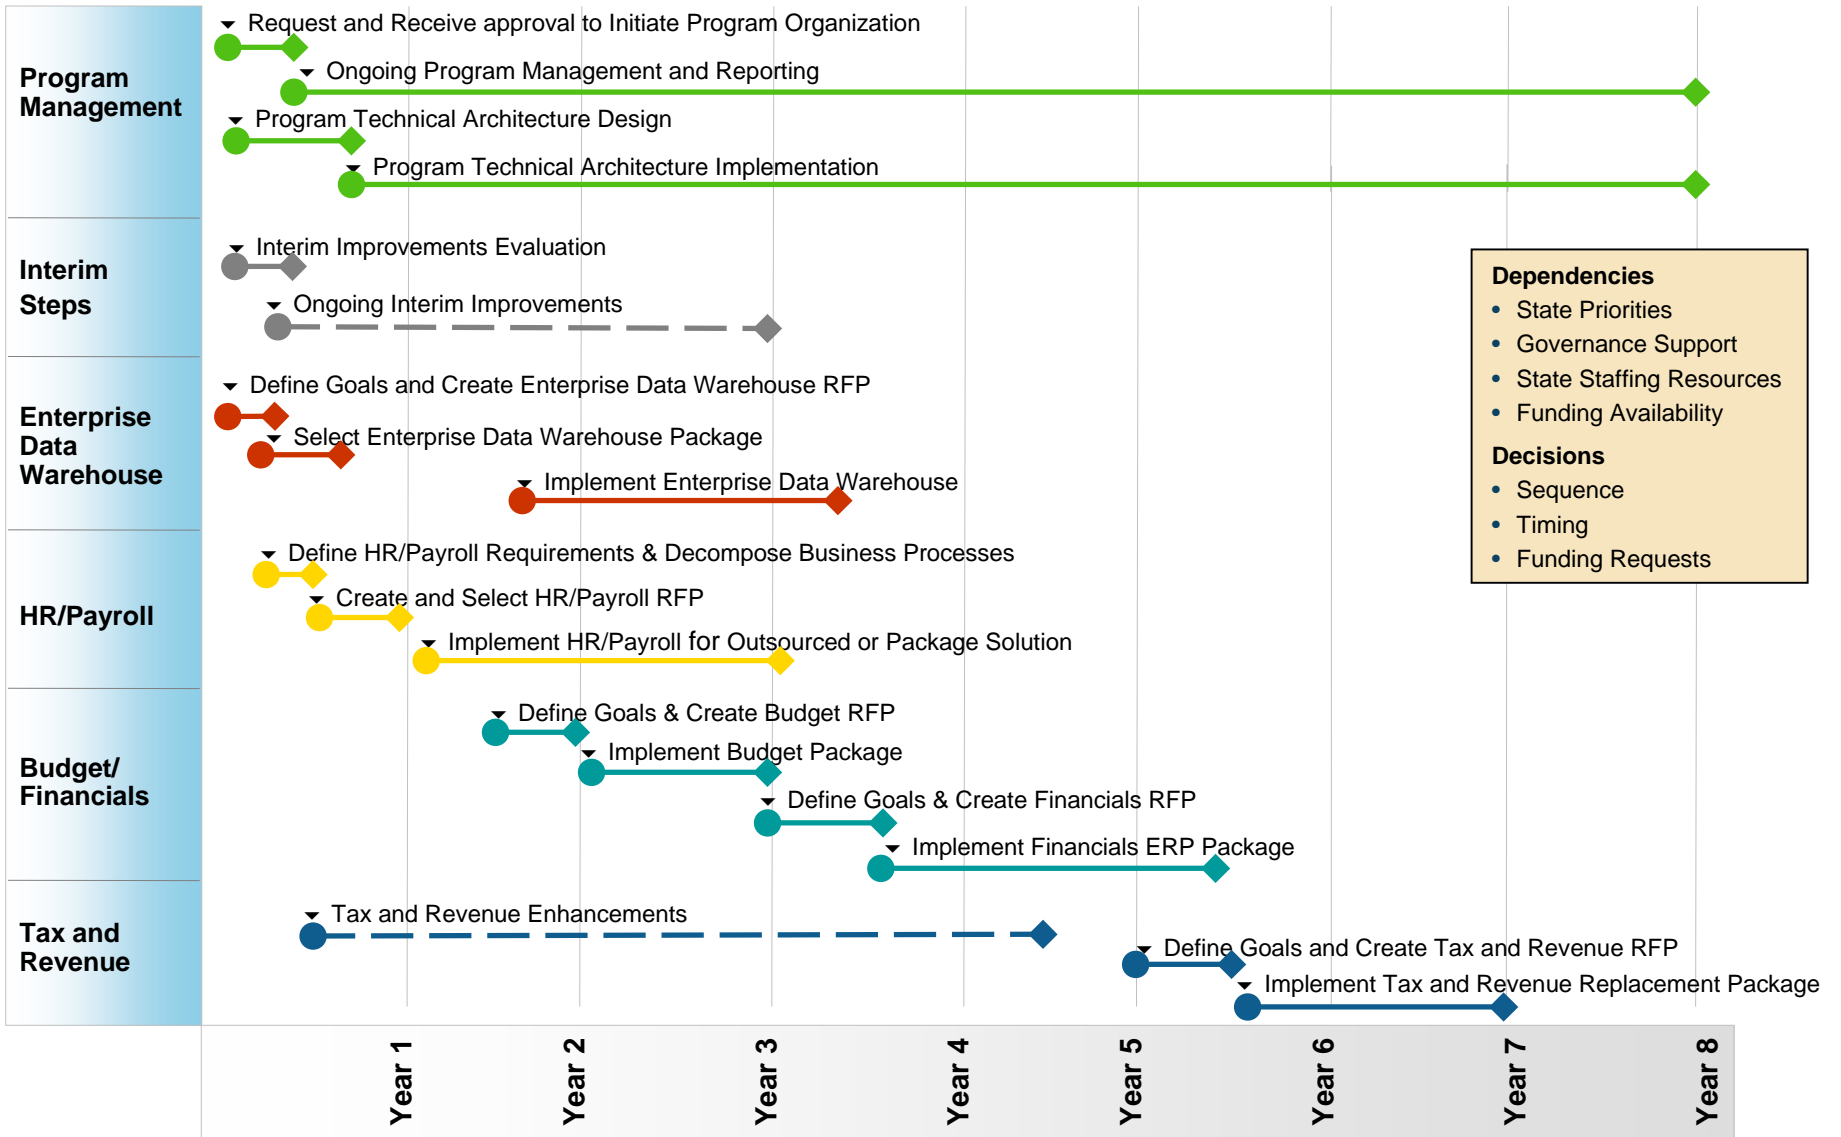 Program
Management
Request and Receive approval to Initiate Program Organization
Ongoing Program Management and Reporting
Program Technical Architecture Design
Program Technical Architecture Implementation
Interim
Steps
Interim Improvements Evaluation
Ongoing Interim Improvements
Enterprise
Data
Warehouse
Define Goals and Create Enterprise Data Warehouse RFP
Select Enterprise Data Warehouse Package
Implement Enterprise Data Warehouse
HR/Payroll
Define HR/Payroll Requirements & Decompose Business Processes
Create and Select HR/Payroll RFP
Implement HR/Payroll for Outsourced or Package Solution
Budget/
Financials
Define Goals & Create Budget RFP
Implement Budget Package
Define Goals & Create Financials RFP
Implement Financials ERP Package
Tax and
Revenue
Tax and Revenue Enhancements
Define Goals and Create Tax and Revenue RFP
Implement Tax and Revenue Replacement Package
Dependencies
• State Priorities
• Governance Support
• State Staffing Resources
• Funding Availability
Decisions
• Sequence
• Timing
• Funding Requests
Year 1
Year 2
Year 3
Year 4
Year 5
Year 6
Year 7
Year 8